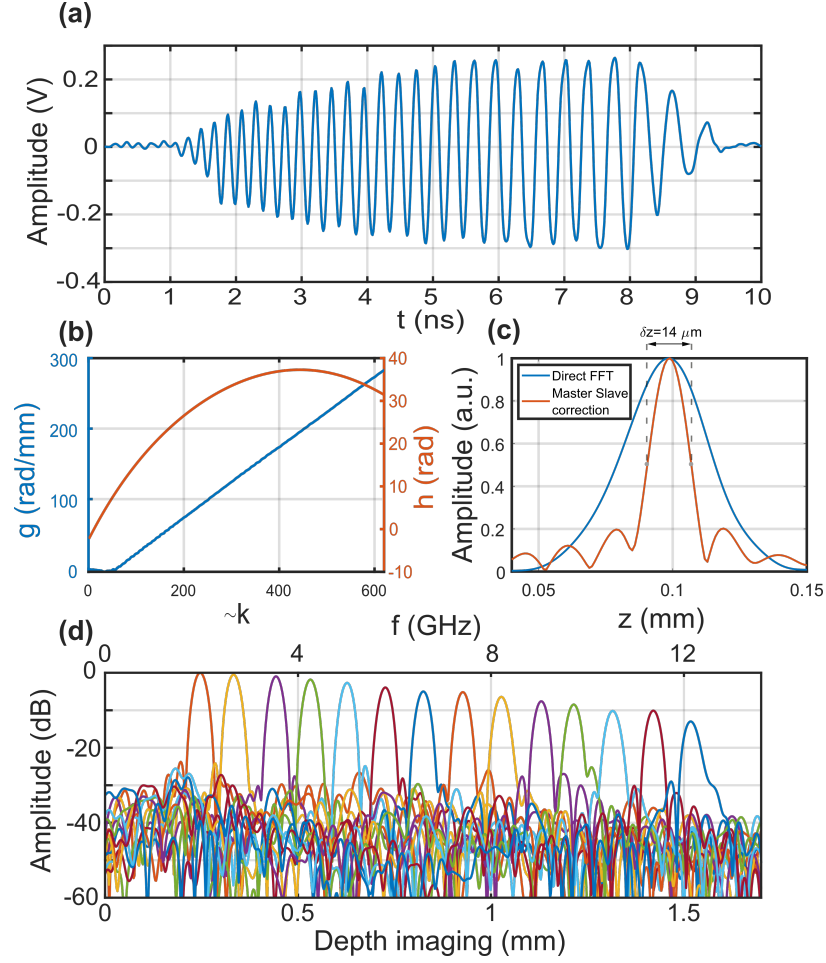 (a)
Amplitude (V)
0.2
0
-0.2
-0.4
0 1 2 3 4 5 6 7 8 9 10
t (ns)
(b)
g (rad/mm)
300
200
100
0
h (rad)
40
30
20
10
0
-10
0 200 400 600
~k
(c)
δz=14 μm
Direct FFT
Master Slave
correction
Amplitude (a.u.)
1
0.8
0.6
0.4
0.2
0
0.05 0.1 0.15
z (mm)
(d)
f (GHz)
0 4 8 12
Amplitude (dB)
0
-20
-40
-60
0 0.5 1 1.5
Depth imaging (mm)